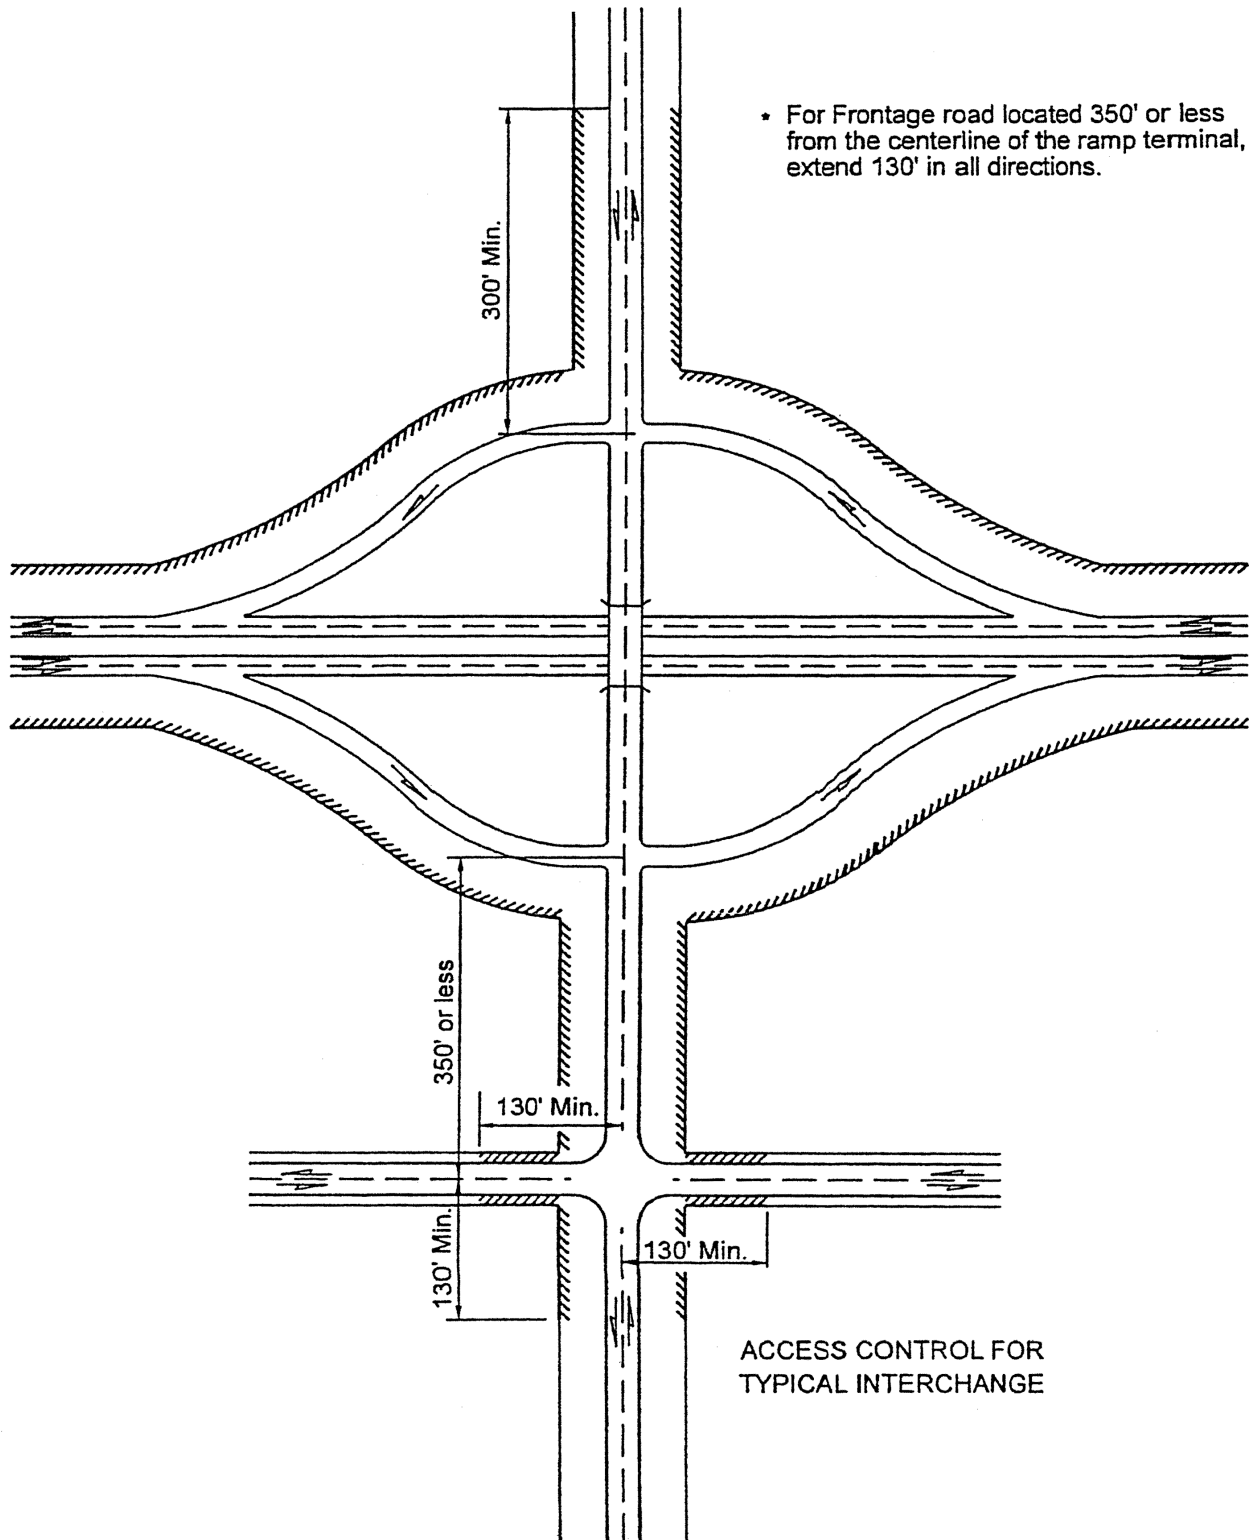 * For Frontage road located 350' or less
from the centerline of the ramp terminal,
extend 130' in all directions.
300' Min.
350' or less
130' Min.
130' Min.
130' Min.
ACCESS CONTROL FOR
TYPICAL INTERCHANGE